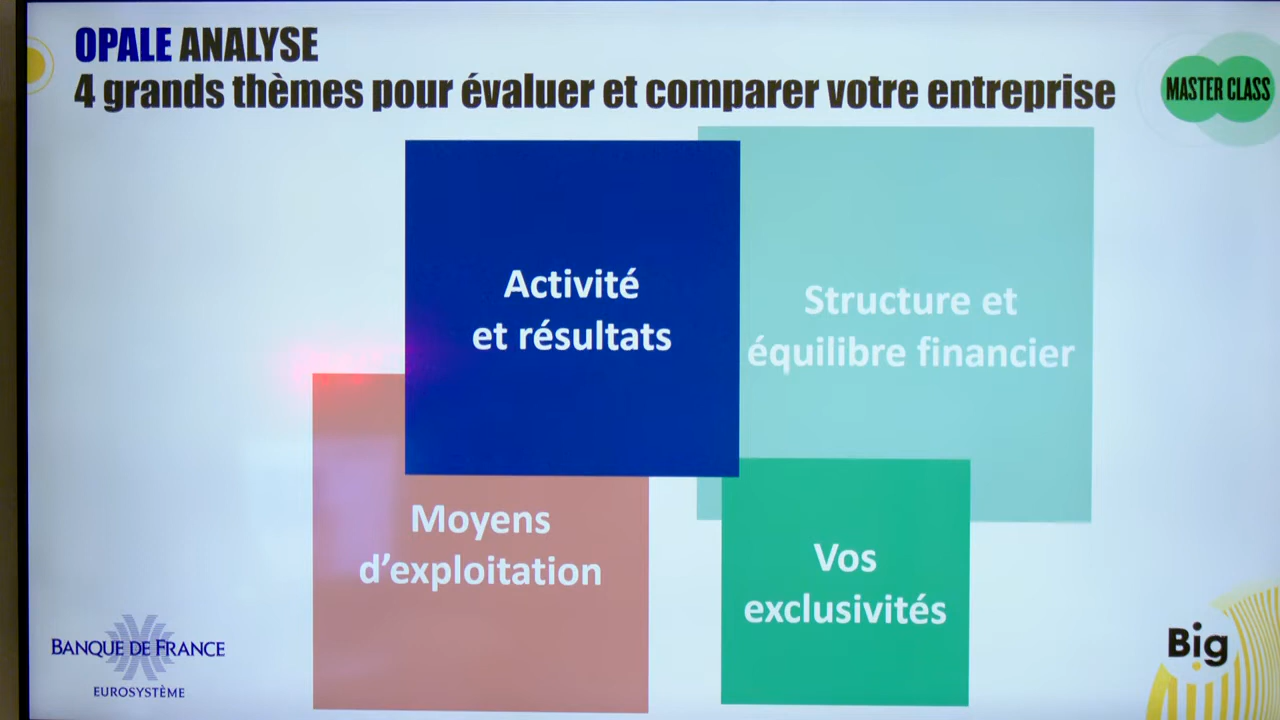 OPALE ANALYSE
4 grands thèmes pour évaluer et comparer votre entreprise
MASTER CLASS
Activité
et résultats
Structure et
équilibre financier
Moyens
d'exploitation
Vos
exclusivités
BANQUE DE FRANCE
EUROSYSTÈME
Big